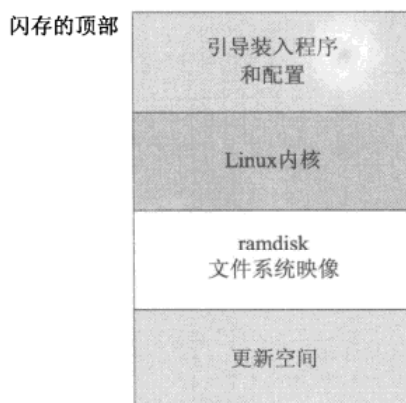 闪存的顶部
引导装入程序
和配置
Linux内核
ramdisk
文件系统映像
更新空间